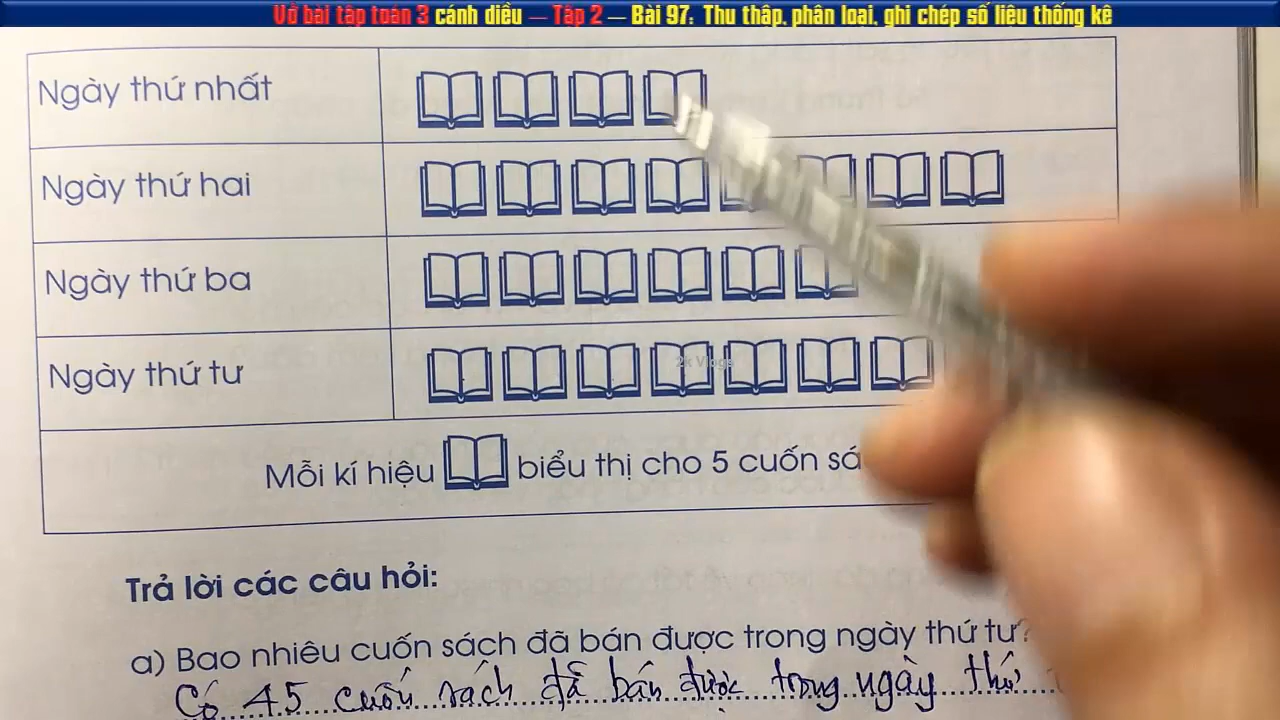 Vở bài tập toán 3 cánh diều – Tập 2 – Bài 97: Thu thập, phân loại, ghi chép số liệu thống kê
Ngày thứ nhất
Ngày thứ hai
Ngày thứ ba
Ngày thứ tư
2k Vlogs
Mỗi kí hiệu biểu thị cho 5 cuốn
Trả lời các câu hỏi:
a) Bao nhiêu cuốn sách đã bán được trong ngày thứ tư?
Có 45 cuốn sách đã bán được trong ngày thứ